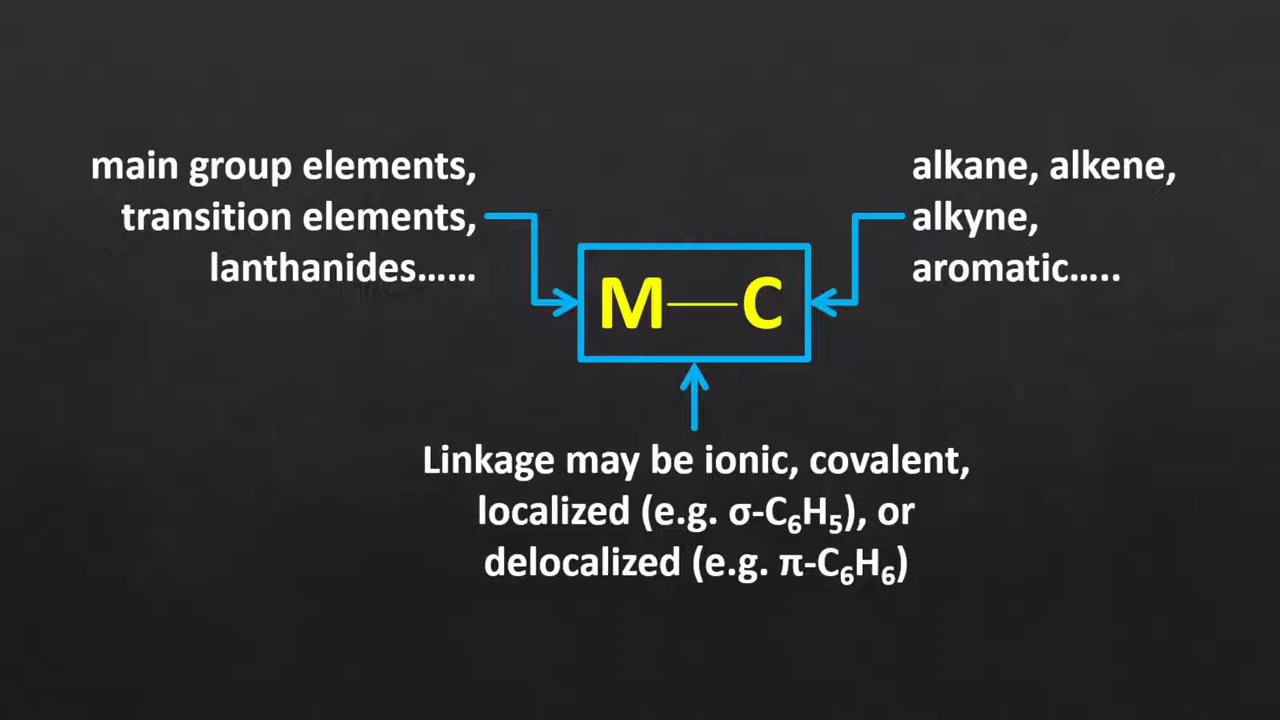 main group elements,
transition elements,
lanthanides……
alkane, alkene,
alkyne,
aromatic…..
M—C
Linkage may be ionic, covalent,
localized (e.g. σ-C₆H₅), or
delocalized (e.g. π-C₆H₆)